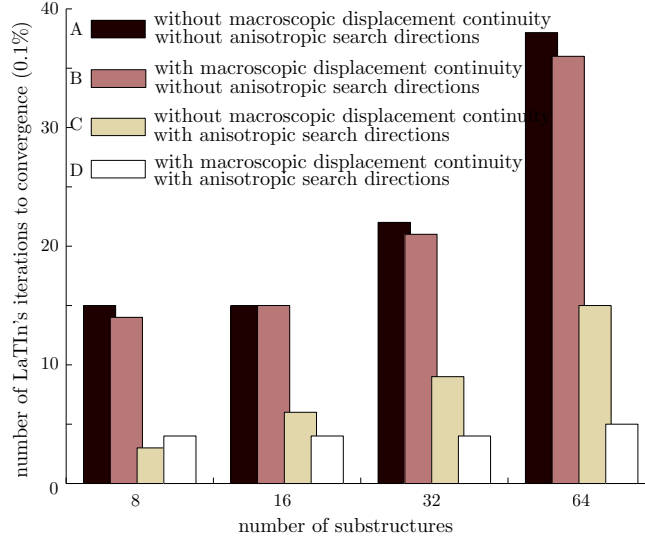 40
30
20
10
0
number of LaTIn's iterations to convergence (0.1%)
A
without macroscopic displacement continuity
without anisotropic search directions
B
with macroscopic displacement continuity
without anisotropic search directions
C
without macroscopic displacement continuity
with anisotropic search directions
D
with macroscopic displacement continuity
with anisotropic search directions
8 16 32 64
number of substructures